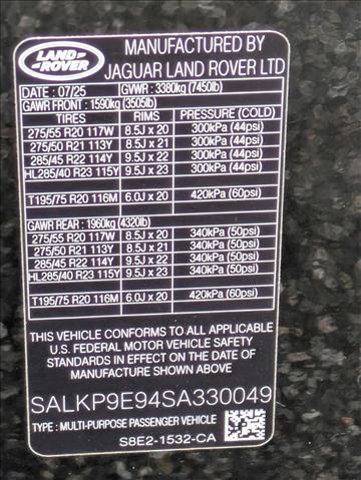 LAND ROVER
MANUFACTURED BY
JAGUAR LAND ROVER LTD
DATE : 07/25 GVWR : 3380kg (7450lb)
GAWR FRONT : 1590kg (3505lb)
TIRES RIMS PRESSURE (COLD)
275/55 R20 117W 8.5J x 20 300kPa (44psi)
275/50 R21 113Y 8.5J x 21 300kPa (44psi)
285/45 R22 114Y 9.5J x 22 300kPa (44psi)
HL285/40 R23 115Y 9.5J x 23 300kPa (44psi)
T195/75 R20 116M 6.0J x 20 420kPa (60psi)
GAWR REAR : 1960kg (4320lb)
275/55 R20 117W 8.5J x 20 340kPa (50psi)
275/50 R21 113Y 8.5J x 21 340kPa (50psi)
285/45 R22 114Y 9.5J x 22 340kPa (50psi)
HL285/40 R23 115Y 9.5J x 23 340kPa (50psi)
T195/75 R20 116M 6.0J x 20 420kPa (60psi)
THIS VEHICLE CONFORMS TO ALL APPLICABLE
U.S. FEDERAL MOTOR VEHICLE SAFETY
STANDARDS IN EFFECT ON THE DATE OF
MANUFACTURE SHOWN ABOVE
SALKP9E94SA330049
TYPE : MULTI-PURPOSE PASSENGER VEHICLE
S8E2-1532-CA